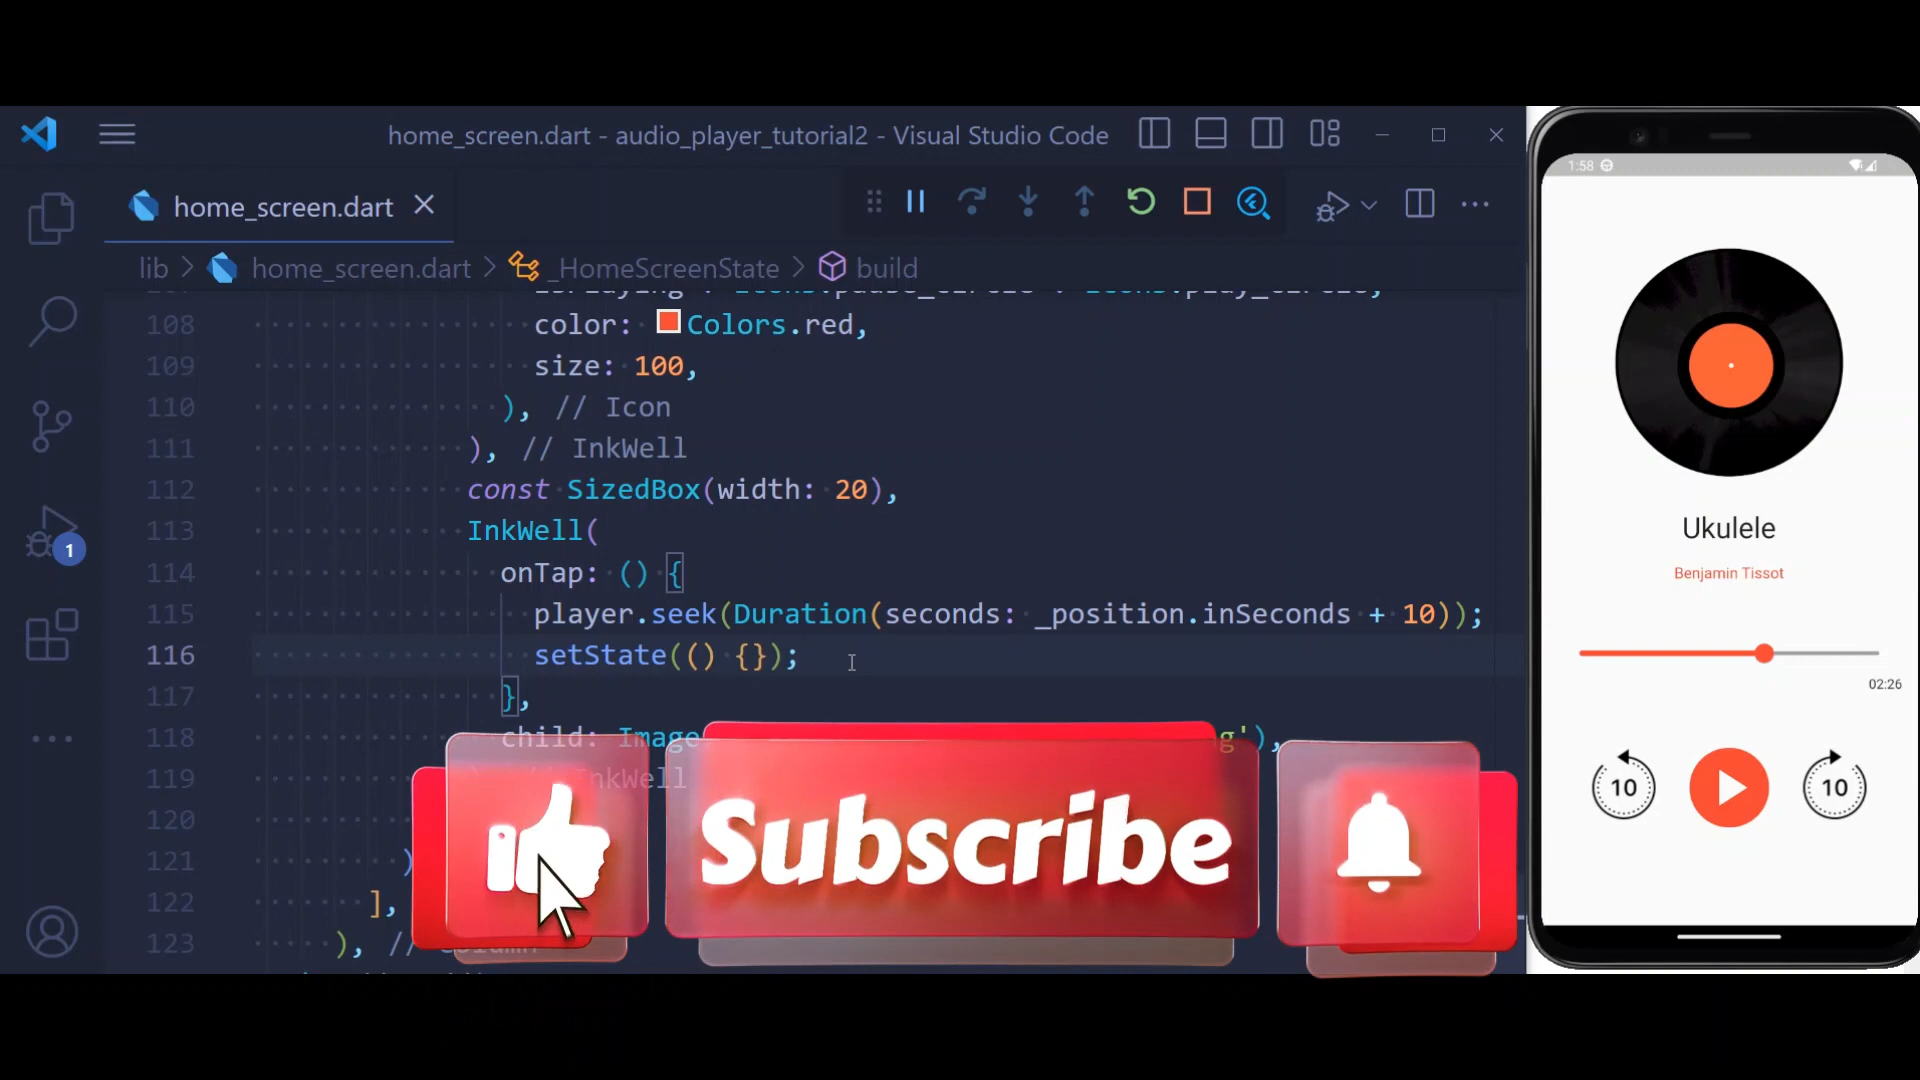 home_screen.dart - audio_player_tutorial2 - Visual Studio Code
home_screen.dart
lib > home_screen.dart > _HomeScreenState > build
108 color: Colors.red,
109 size: 100,
110 ), // Icon
111 ), // InkWell
112 const SizedBox(width: 20),
113 InkWell(
114 onTap: () {
115 player.seek(Duration(seconds: _position.inSeconds + 10));
116 setState(() {});
117 },
118 child: Image g'),
119 InkWell
120
121 )
122 ],
123 ), // Column
1
Subscribe
1:58
Ukulele
Benjamin Tissot
02:26
10
10